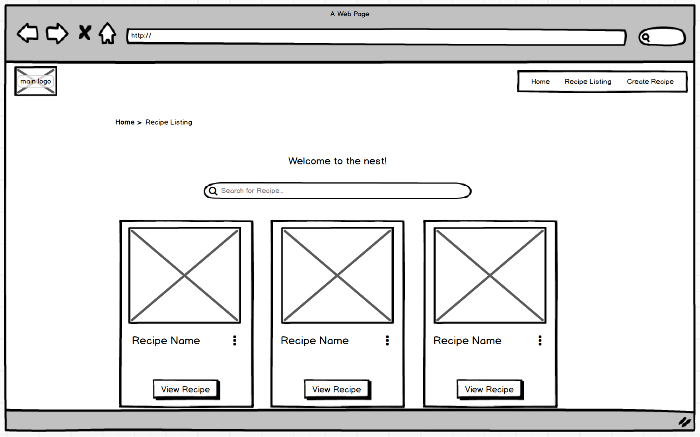 A Web Page
http://
main logo
Home Recipe Listing Create Recipe
Home > Recipe Listing
Welcome to the nest!
Search for Recipe..
Recipe Name
Recipe Name
Recipe Name
View Recipe
View Recipe
View Recipe